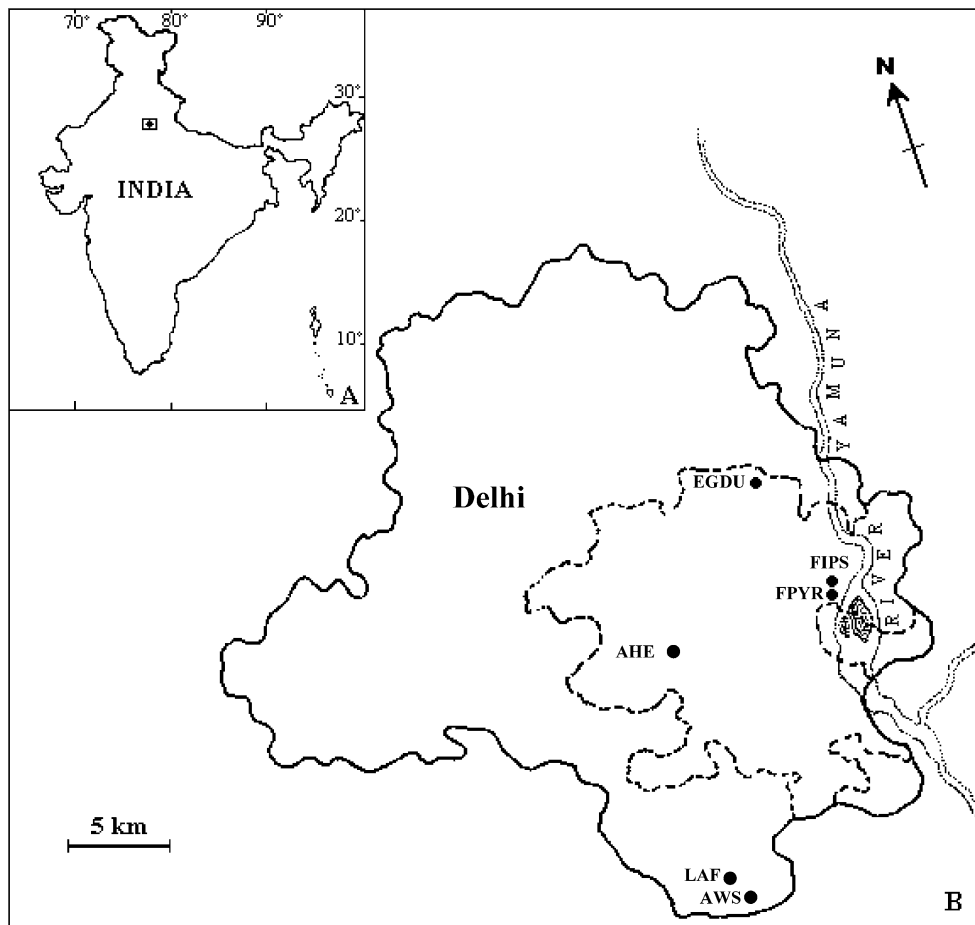 70° 80° 90°
30°
INDIA
20°
10°
A
N
YAMUNA
RIVER
Delhi
EGDU
FIPS
FPYR
AHE
5 km
LAF
AWS
B